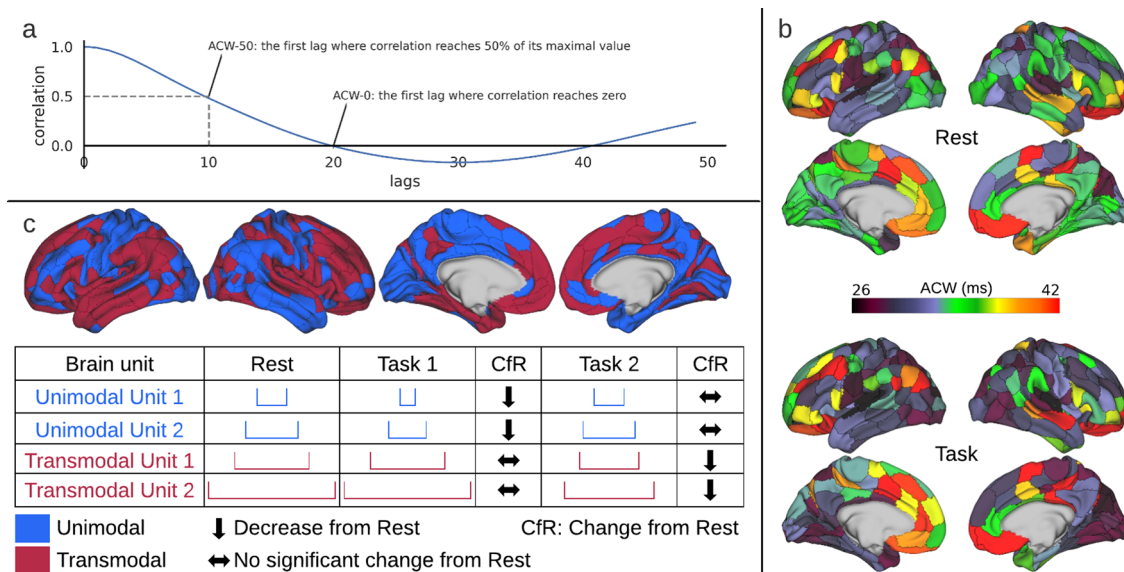 a
ACW-50: the first lag where correlation reaches 50% of its maximal value
ACW-0: the first lag where correlation reaches zero
correlation
1.0
0.5
0.0
0
10
20
30
40
50
lags
b
Rest
ACW (ms)
26
42
Task
c
Brain unit Rest Task 1 CfR Task 2 CfR
Unimodal Unit 1
Unimodal Unit 2
Transmodal Unit 1
Transmodal Unit 2
Unimodal
Decrease from Rest
CfR: Change from Rest
Transmodal
No significant change from Rest